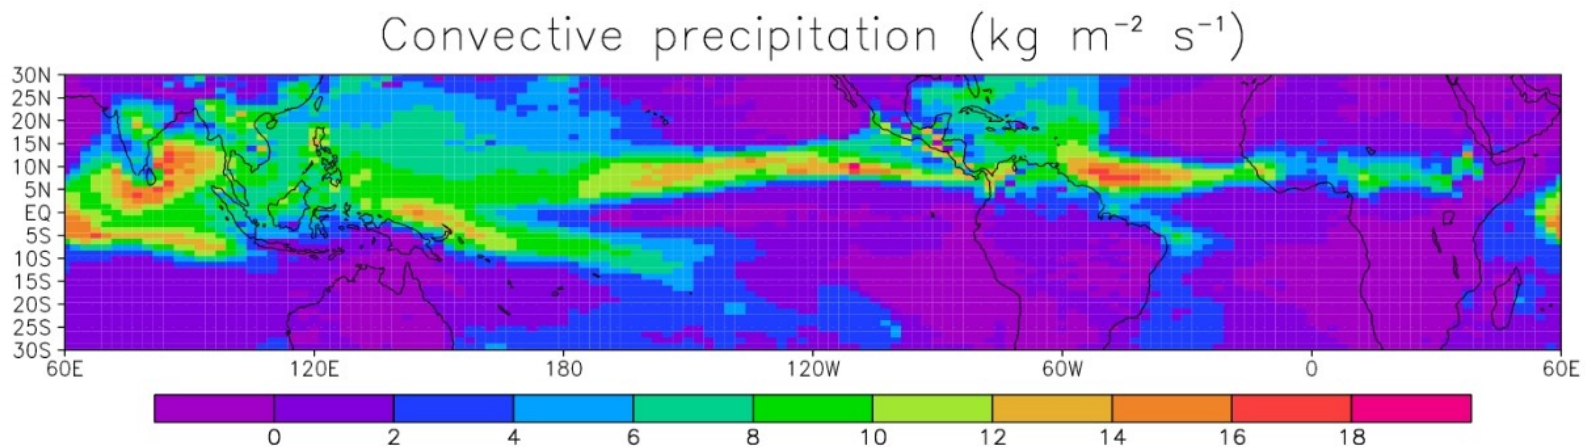 Convective precipitation (kg m⁻² s⁻¹)
30N
25N
20N
15N
10N
5N
EQ
5S
10S
15S
20S
25S
30S
60E 120E 180 120W 60W 0 60E
0 2 4 6 8 10 12 14 16 18